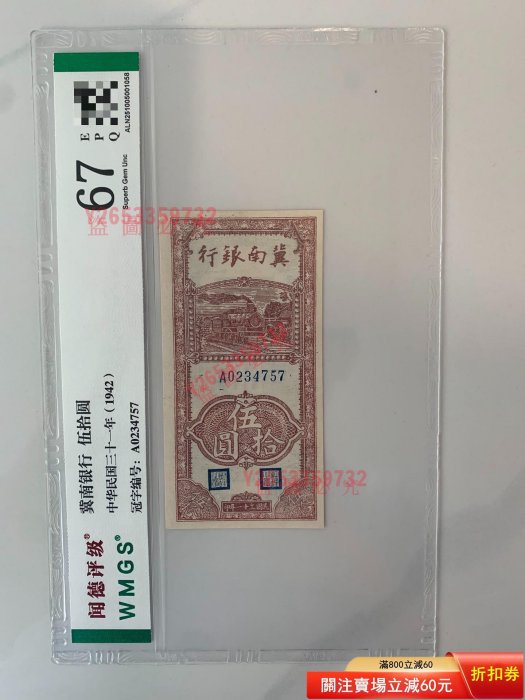 67
E
P
Q
Superb Gem Unc
ALN251005001058
冀南银行 伍拾圆
中华民国三十一年（1942）
冠字编号：A0234757
闻德评级®
WMGS®
行銀南冀
A0234757
伍拾圓
Y2653359732
滿800立減60
關注賣場立減60元
折扣券